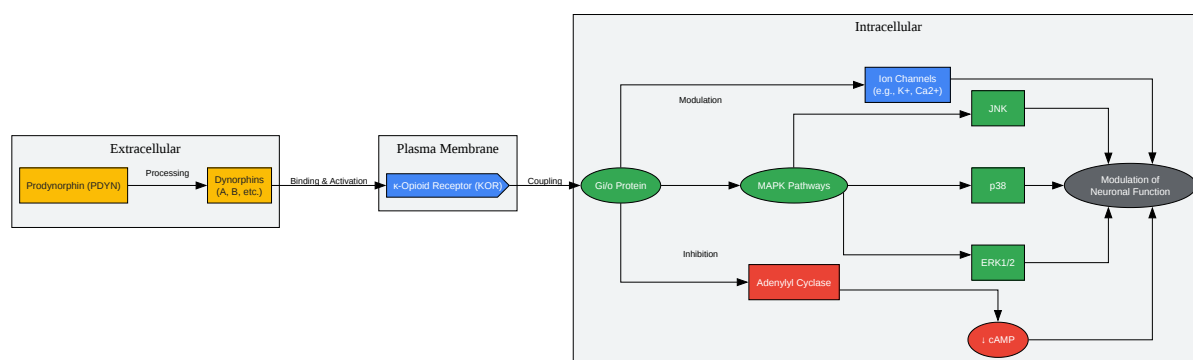 Intracellular
Ion Channels
(e.g., K+, Ca2+)
Modulation
JNK
Extracellular
Plasma Membrane
Processing
Prodynorphin (PDYN)
Dynorphins
(A, B, etc.)
Binding & Activation
κ-Opioid Receptor (KOR)
Coupling
Gi/o Protein
MAPK Pathways
p38
Modulation of
Neuronal Function
Inhibition
ERK1/2
Adenylyl Cyclase
↓ cAMP